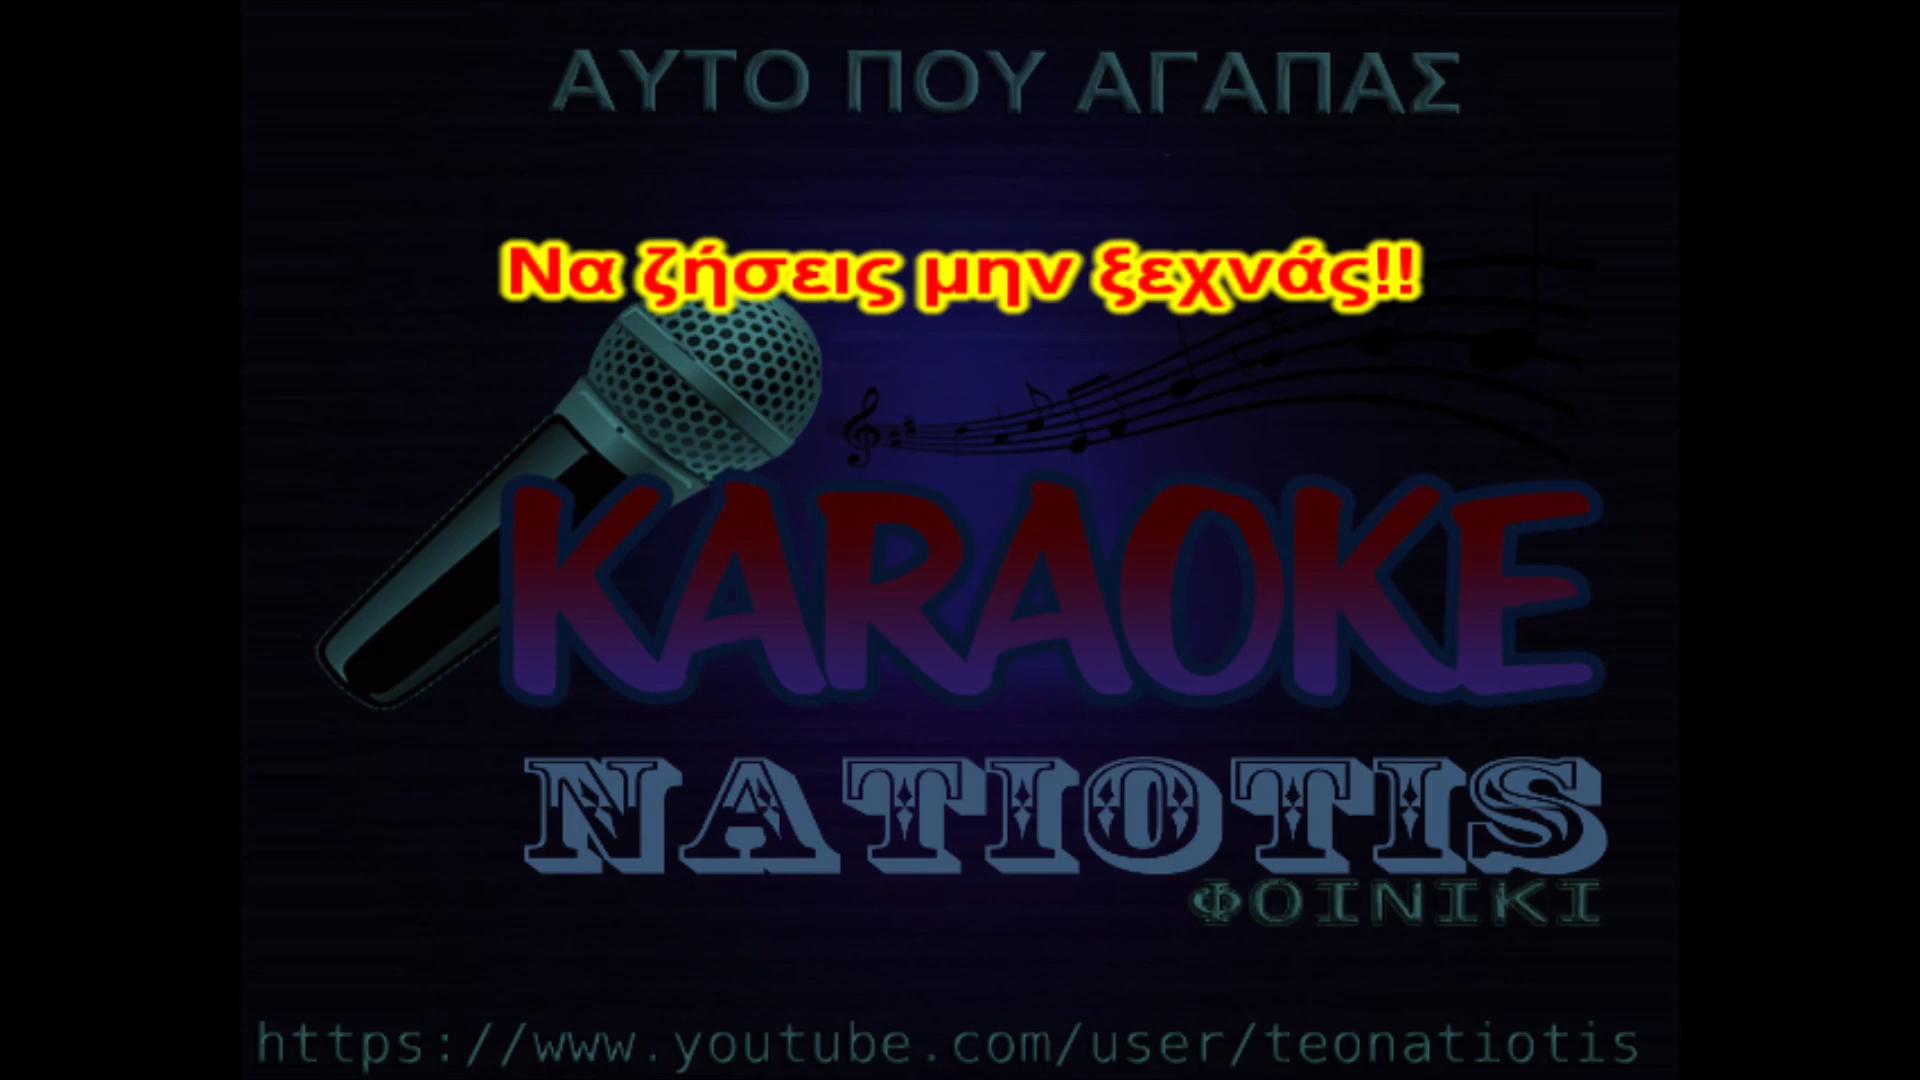 ΑΥΤΟ ΠΟΥ ΑΓΑΠΑΣ
Να ζήσεις μην ξεχνάς!!
KARAOKE
NATIOTIS
ΦΟΙΝΙΚΙ
https://www.youtube.com/user/teonatiotis